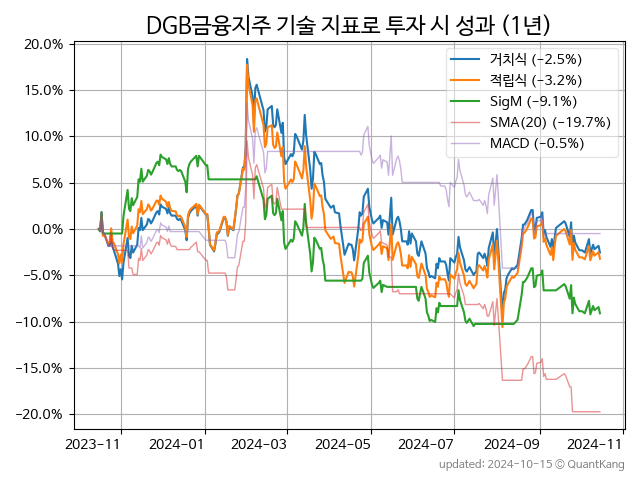 DGB금융지주 기술 지표로 투자 시 성과 (1년)
20.0%
15.0%
10.0%
5.0%
0.0%
−5.0%
−10.0%
−15.0%
−20.0%
거치식 (−2.5%)
적립식 (−3.2%)
SigM (−9.1%)
SMA(20) (−19.7%)
MACD (−0.5%)
2023−11 2024−01 2024−03 2024−05 2024−07 2024−09 2024−11
updated: 2024-10-15 © QuantKang